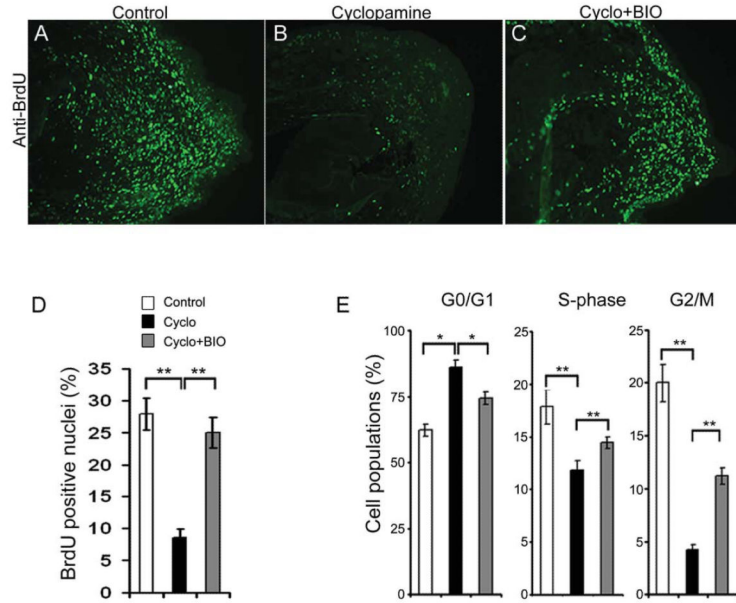 Control Cyclopamine Cyclo+BIO
A B C
Anti-BrdU
D
Control
Cyclo
Cyclo+BIO
** **
35
30
25
20
15
10
5
0
BrdU positive nuclei (%)
E
G0/G1 S-phase G2/M
Cell populations (%)
100
75
50
25
0
* *
25
20
15
10
5
0
** **
25
20
15
10
5
0
** **